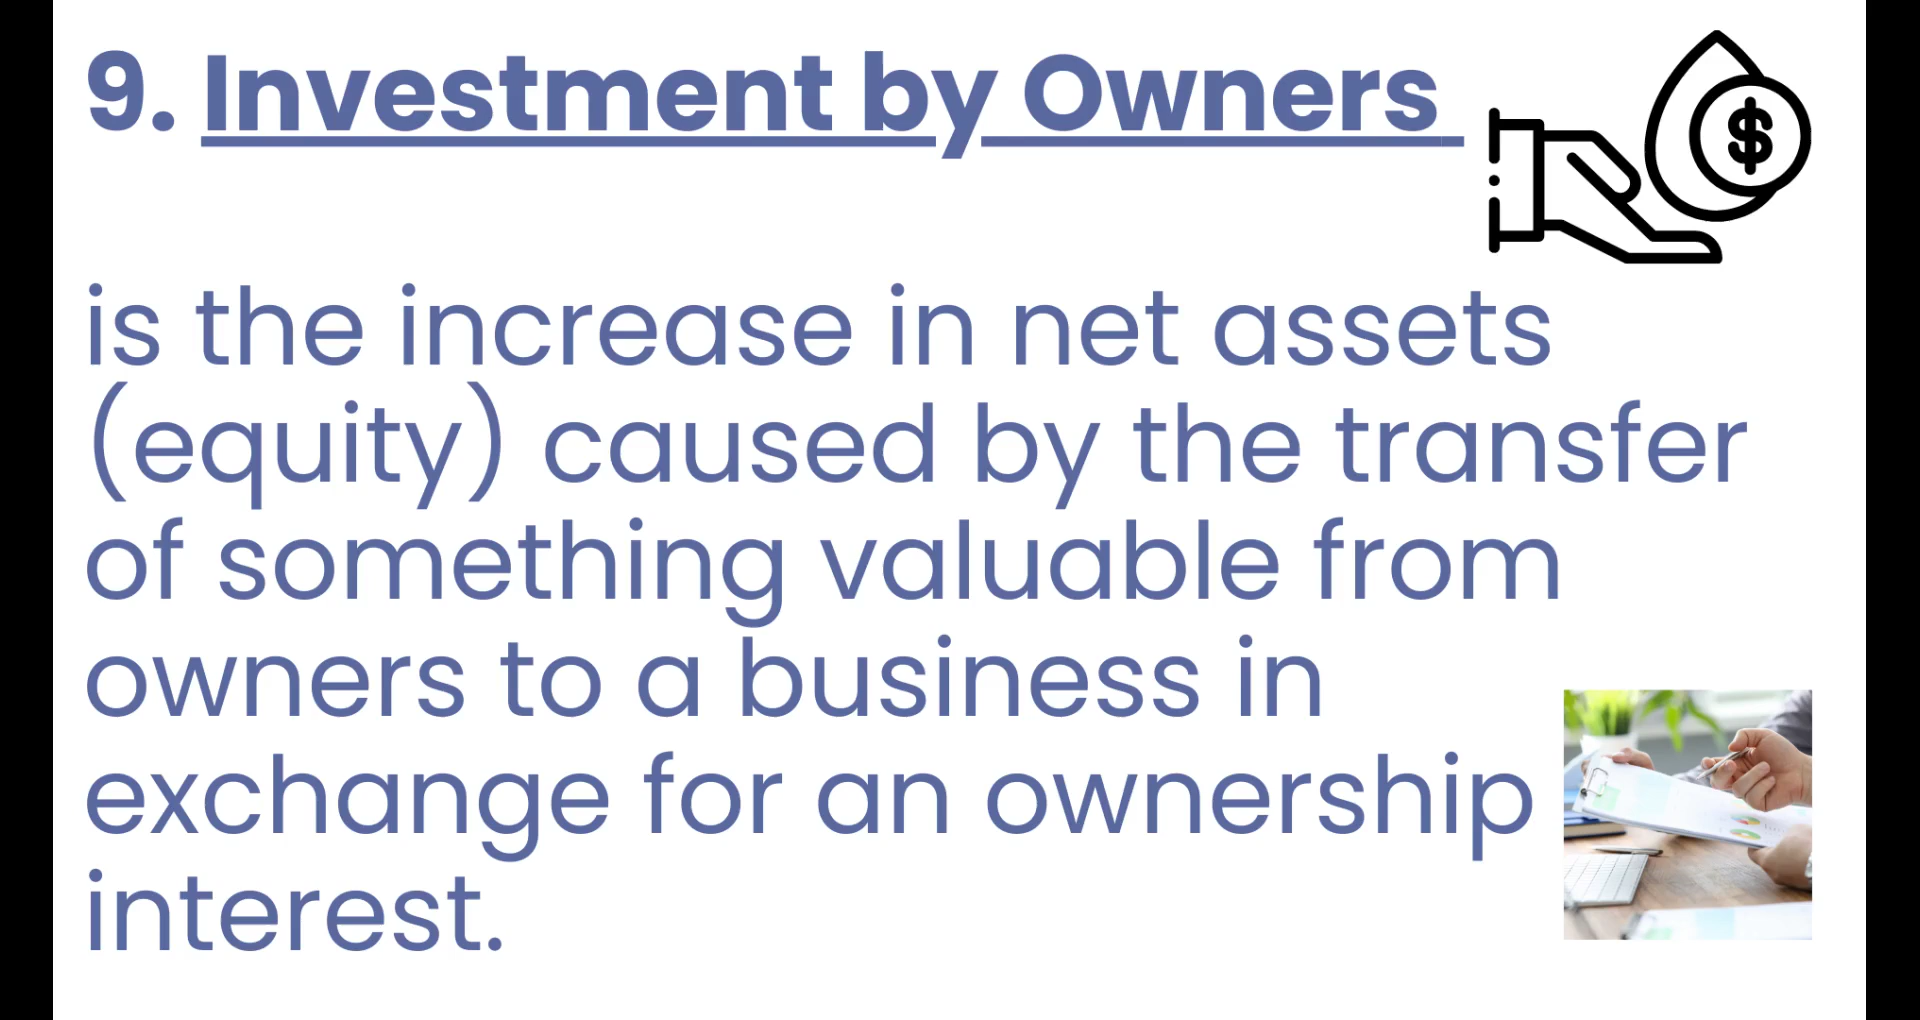 9. Investment by Owners
$
is the increase in net assets
(equity) caused by the transfer
of something valuable from
owners to a business in
exchange for an ownership
interest.